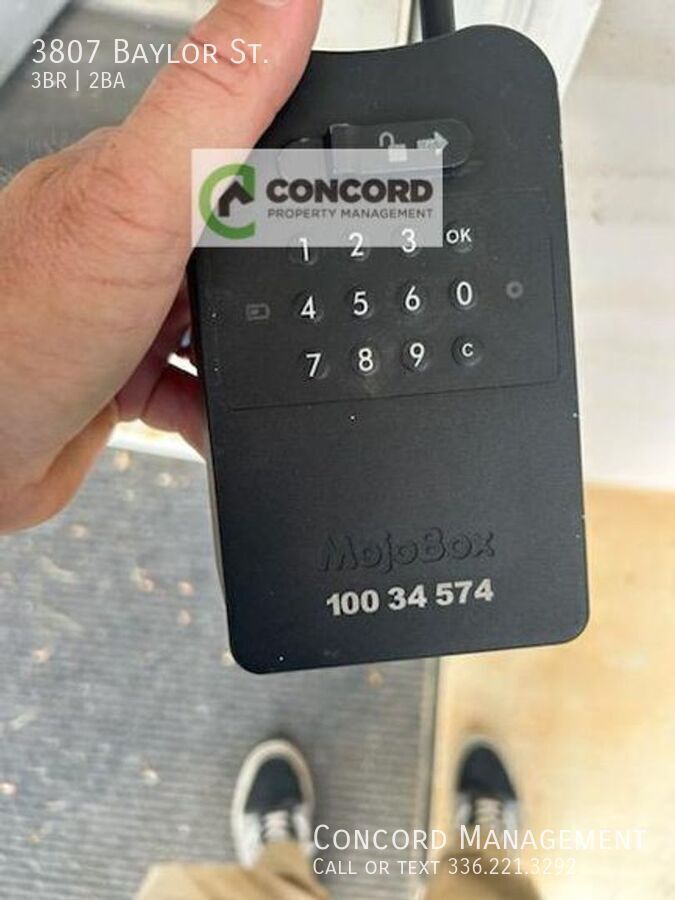 3807 Baylor St.
3BR | 2BA
CONCORD
PROPERTY MANAGEMENT
1 2 3 OK
4 5 6 0
7 8 9 C
MojoBox
100 34 574
Concord Management
Call or text 336.221.3292